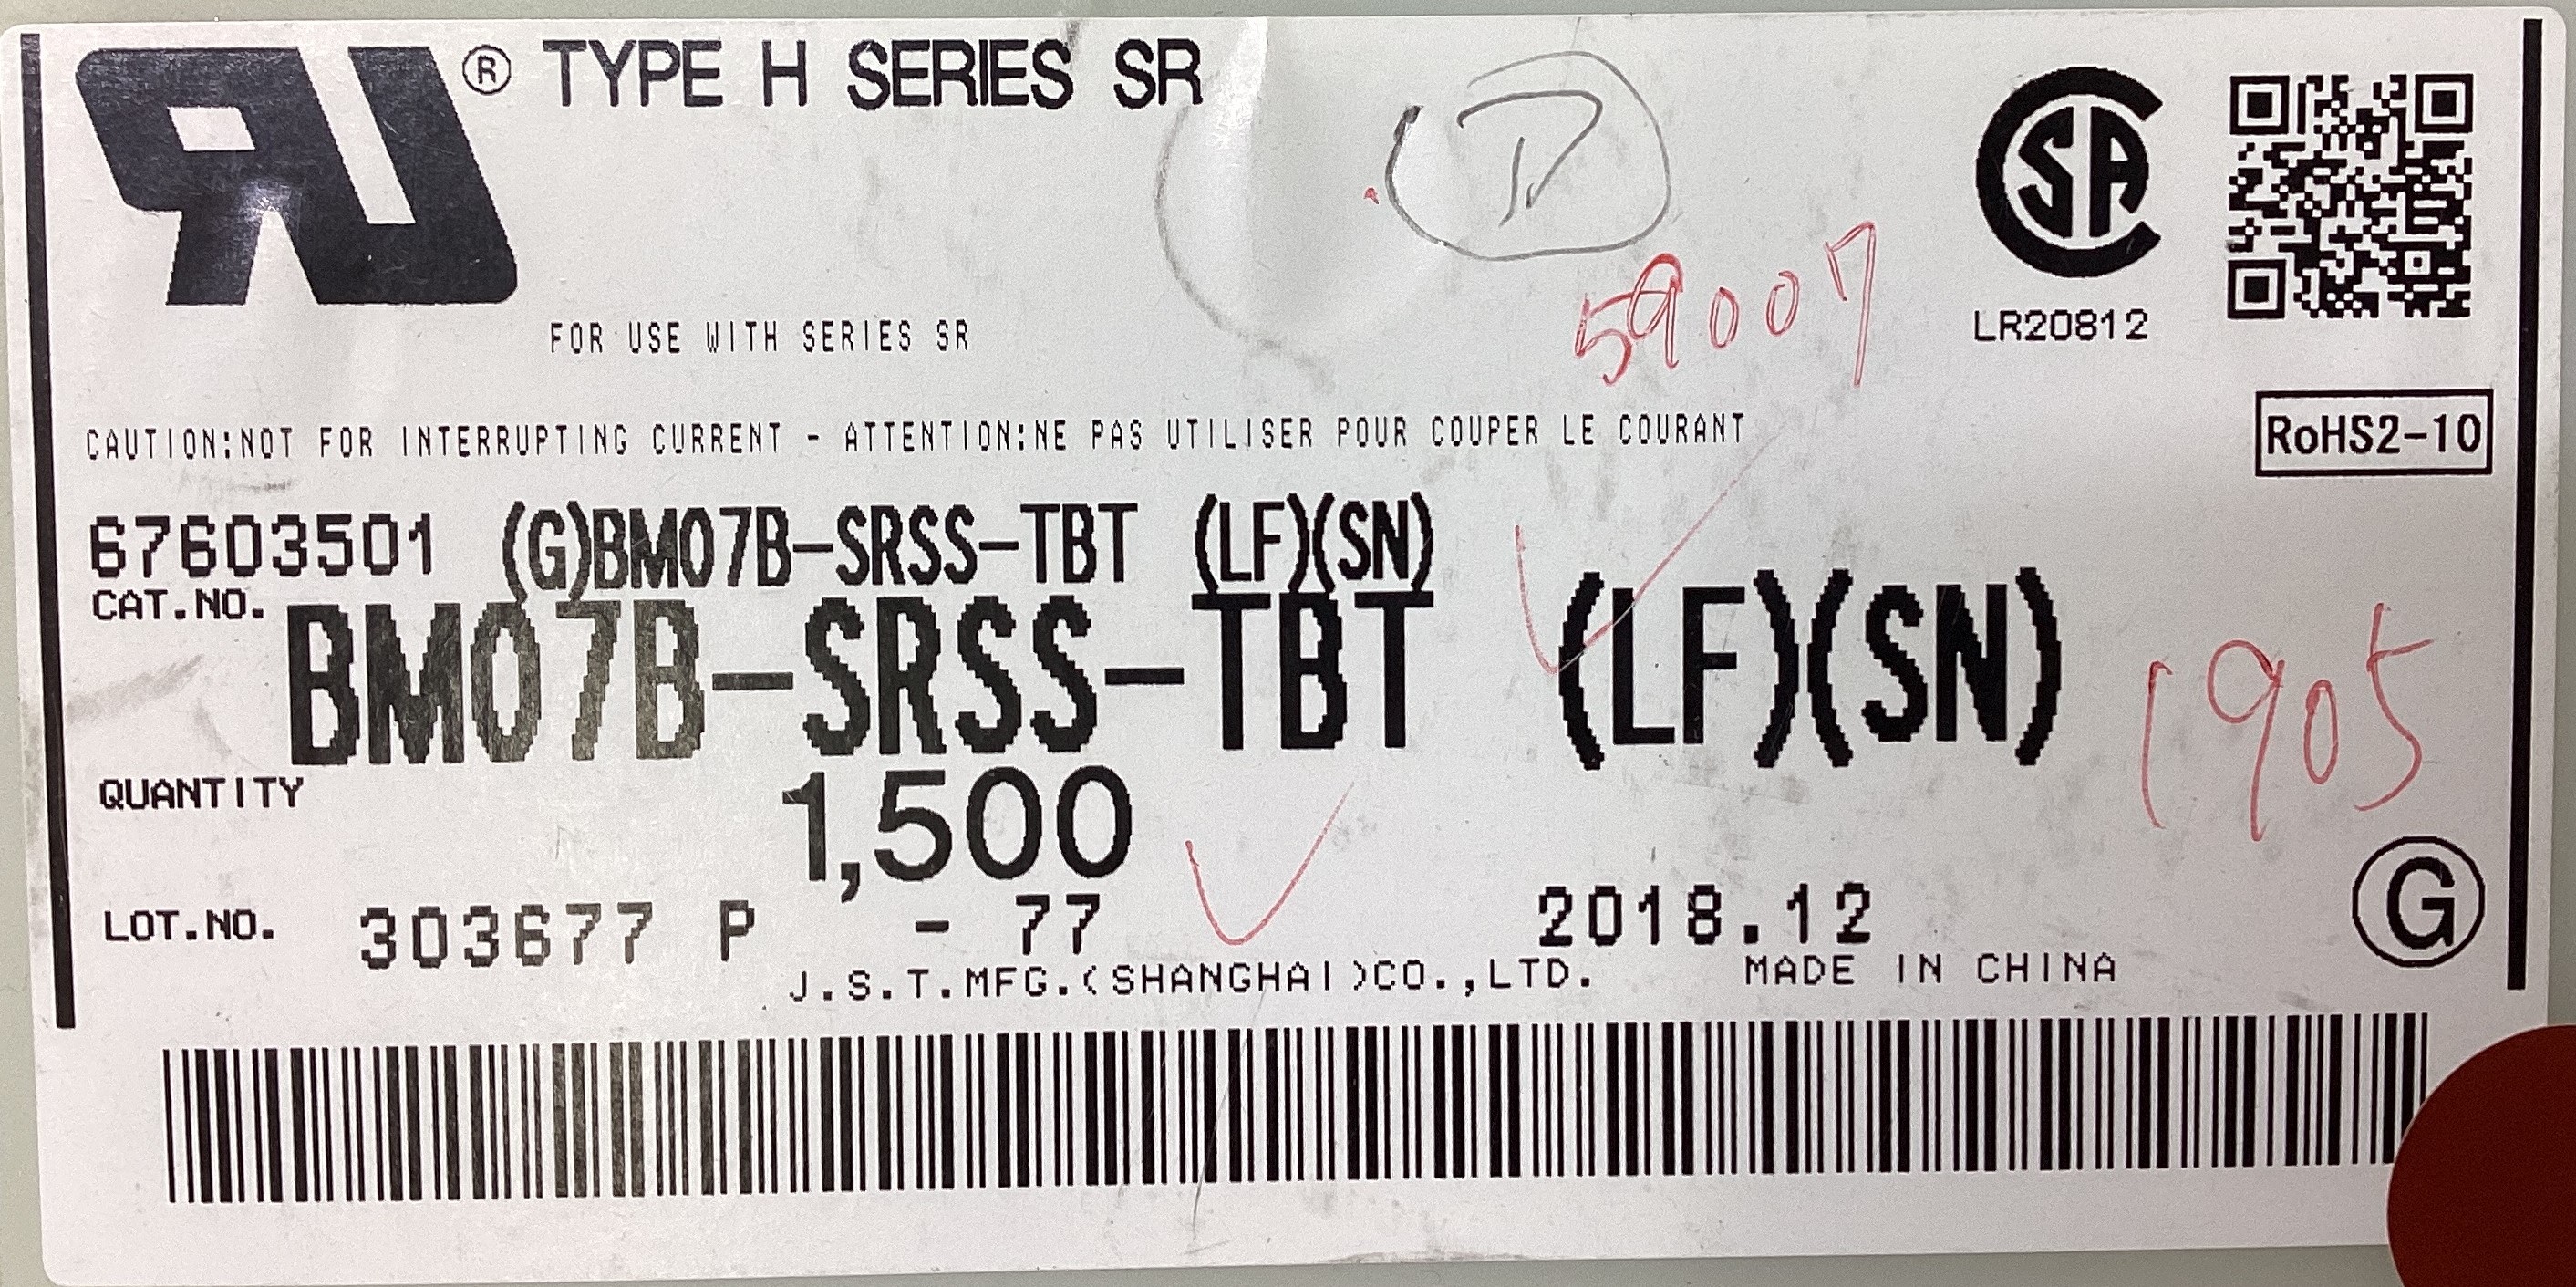 ® TYPE H SERIES SR
FOR USE WITH SERIES SR
59007
LR20812
CAUTION:NOT FOR INTERRUPTING CURRENT - ATTENTION:NE PAS UTILISER POUR COUPER LE COURANT
RoHS2-10
67603501 (G)BM07B-SRSS-TBT (LF)(SN)
CAT.NO.
BM07B-SRSS-TBT (LF)(SN)
1905
QUANTITY 1,500
LOT.NO. 303677 P - 77 2018.12
G
J.S.T.MFG.(SHANGHAI)CO.,LTD. MADE IN CHINA